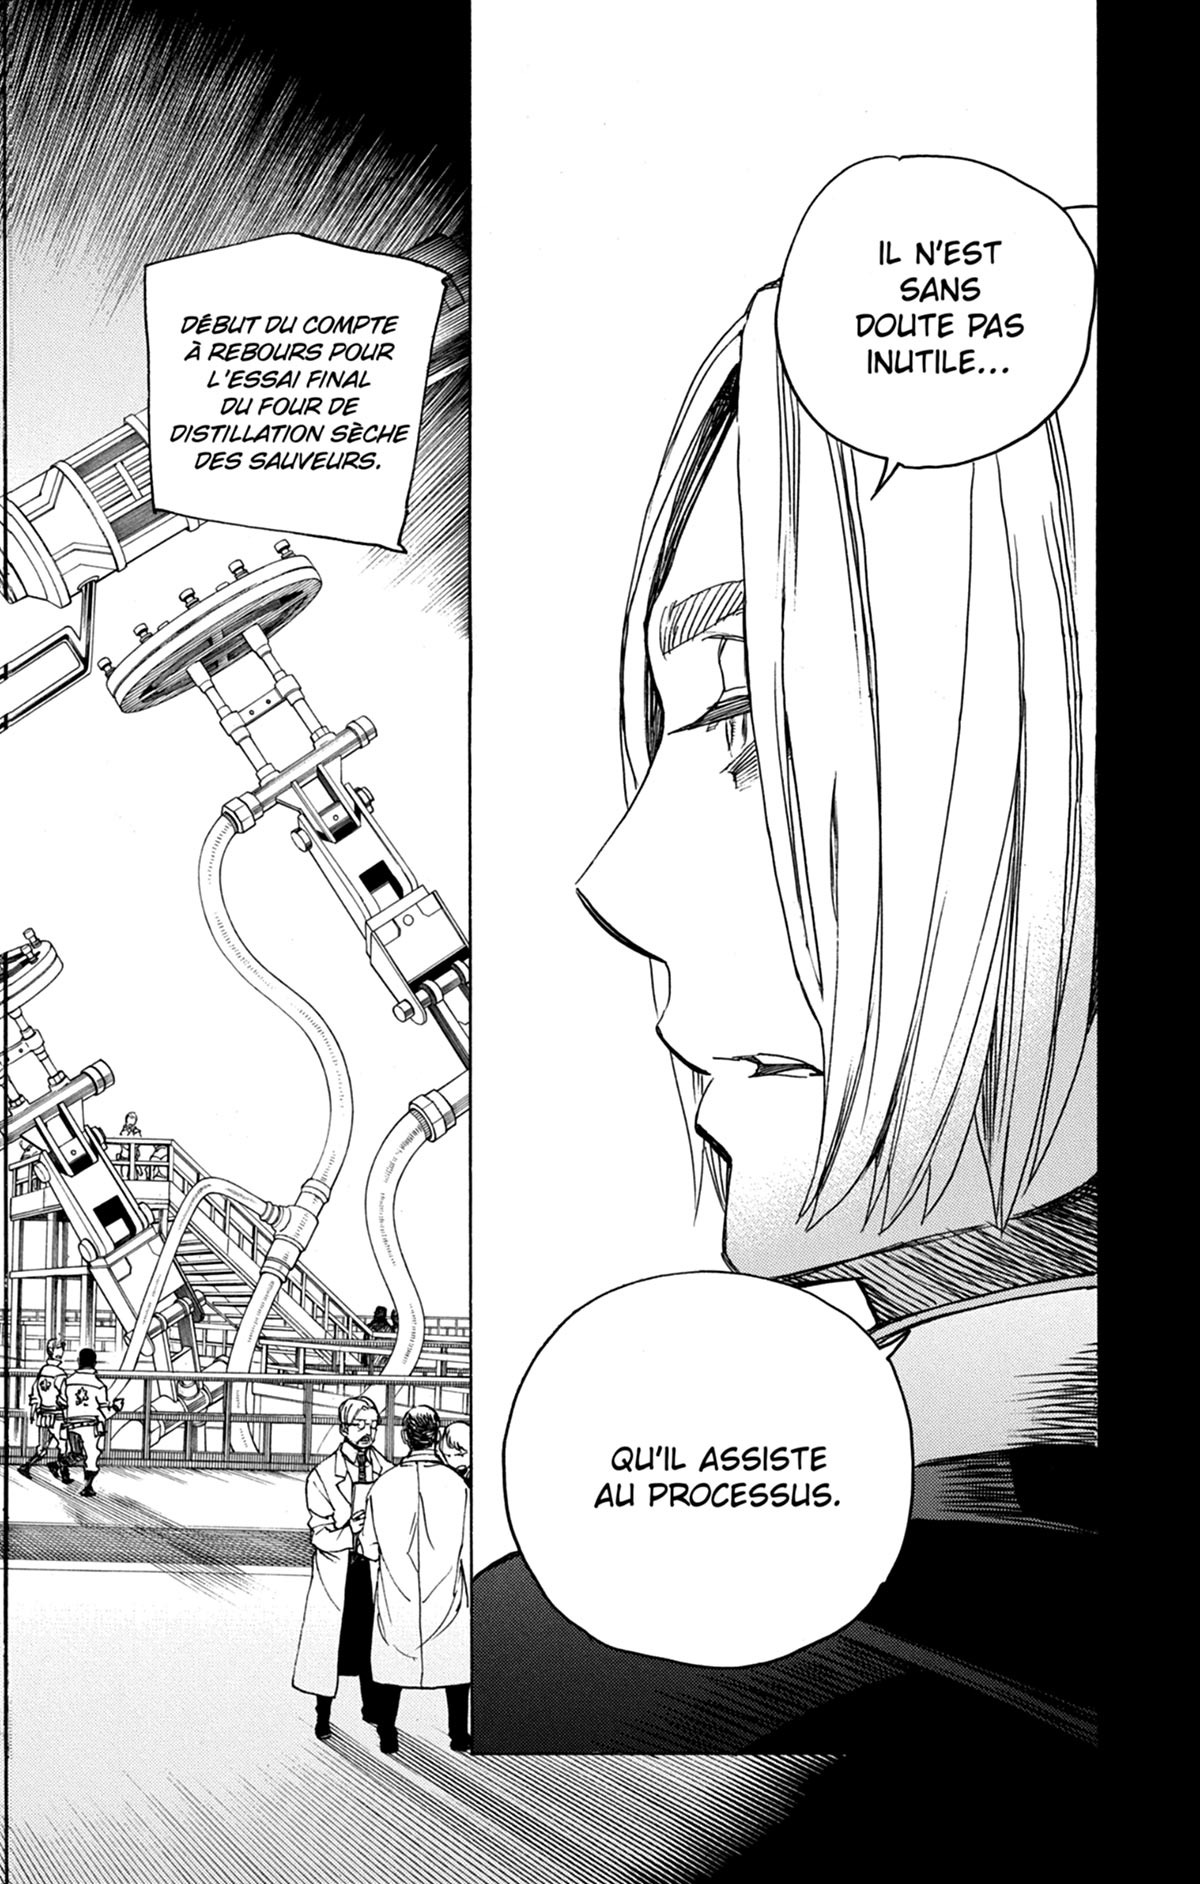 IL N'EST
SANS
DOUTE PAS
INUTILE...
QU'IL ASSISTE
AU PROCESSUS.
DÉBUT DU COMPTE
À REBOURS POUR
L'ESSAI FINAL
DU FOUR DE
DISTILLATION SÈCHE
DES SAUVEURS.